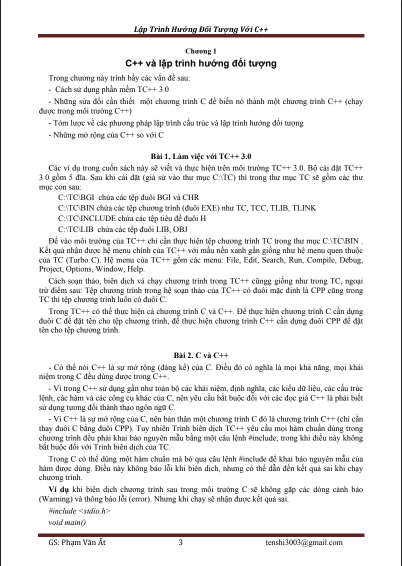 Lập Trình Hướng Đối Tượng Với C++
Chương 1
C++ và lập trình hướng đối tượng
Trong chương này trình bầy các vấn đề sau:
- Cách sử dụng phần mềm TC++ 3.0
- Những sửa đổi cần thiết một chương trình C để biến nó thành một chương trình C++ (chạy
được trong môi trường C++)
- Tóm lược về các phương pháp lập trình cấu trúc và lập trình hướng đối tượng
- Những mở rộng của C++ so với C
Bài 1. Làm việc với TC++ 3.0
Các ví dụ trong cuốn sách này sẽ viết và thực hiện trên môi trường TC++ 3.0. Bộ cài đặt TC++
3.0 gồm 5 đĩa. Sau khi cài đặt (giả sử vào thư mục C:\TC) thì trong thư mục TC sẽ gồm các thư
mục con sau:
C:\TC\BGI chứa các tệp đuôi BGI và CHR
C:\TC\BIN chứa các tệp chương trình (đuôi EXE) như TC, TCC, TLIB, TLINK
C:\TC\INCLUDE chứa các tệp tiêu đề đuôi H
C:\TC\LIB chứa các tệp đuôi LIB, OBJ
Để vào môi trường của TC++ chỉ cần thực hiện tệp chương trình TC trong thư mục C:\TC\BIN .
Kết quả nhận được hệ menu chính của TC++ với mầu nền xanh gần giống như hệ menu quen thuộc
của TC (Turbo C). Hệ menu của TC++ gồm các menu: File, Edit, Search, Run, Compile, Debug,
Project, Options, Window, Help.
Cách soạn thảo, biên dịch và chạy chương trình trong TC++ cũngg giống như trong TC, ngoại
trừ điểm sau: Tệp chương trình trong hệ soạn thảo của TC++ có đuôi mặc định là CPP cũng trong
TC thì tệp chương trình luôn có đuôi C.
Trong TC++ có thể thực hiện cả chương trình C và C++. Để thực hiện chương trình C cần dụng
đuôi C để đặt tên cho tệp chương trình, để thực hiện chương trình C++ cần dụng đuôi CPP để đặt
tên cho tệp chương trình.
Bài 2. C và C++
- Có thể nói C++ là sự mở rộng (đáng kể) của C. Điều đó có nghĩa là mọi khả năng, mọi khái
niệm trong C đều dùng được trong C++.
- Vì trong C++ sử dụng gần như toàn bộ các khái niệm, định nghĩa, các kiểu dữ liệu, các cấu trúc
lệnh, các hàm và các công cụ khác của C, nên yêu cầu bắt buộc đối với các đọc giả C++ là phải biết
sử dụng tương đối thành thạo ngôn ngữ C.
- Vì C++ là sự mở rộng của C, nên bản thân một chương trình C đó là chương trình C++ (chỉ cần
thay đuôi C bằng đuôi CPP). Tuy nhiên Trình biên dịch TC++ yêu cầu mọi hàm chuẩn dùng trong
chương trình đều phải khai báo nguyên mẫu bằng một câu lệnh #include, trong khi điều này không
bắt buộc đối với Trình biên dịch của TC.
Trong C có thể dùng một hàm chuẩn mà bỏ qua câu lệnh #include để khai báo nguyên mẫu của
hàm được dùng. Điều này không báo lỗi khi biên dịch, nhưng có thể dẫn đến kết quả sai khi chạy
chương trình.
Ví dụ khi biên dịch chương trình sau trong môi trường C sẽ không gặp các dòng cảnh báo
(Warning) và thông báo lỗi (error). Nhưng khi chạy sẽ nhận được kết quả sai.
#include <stdio.h>
void main()
GS: Phạm Văn Ất 3 tenshi3003@gmail.com